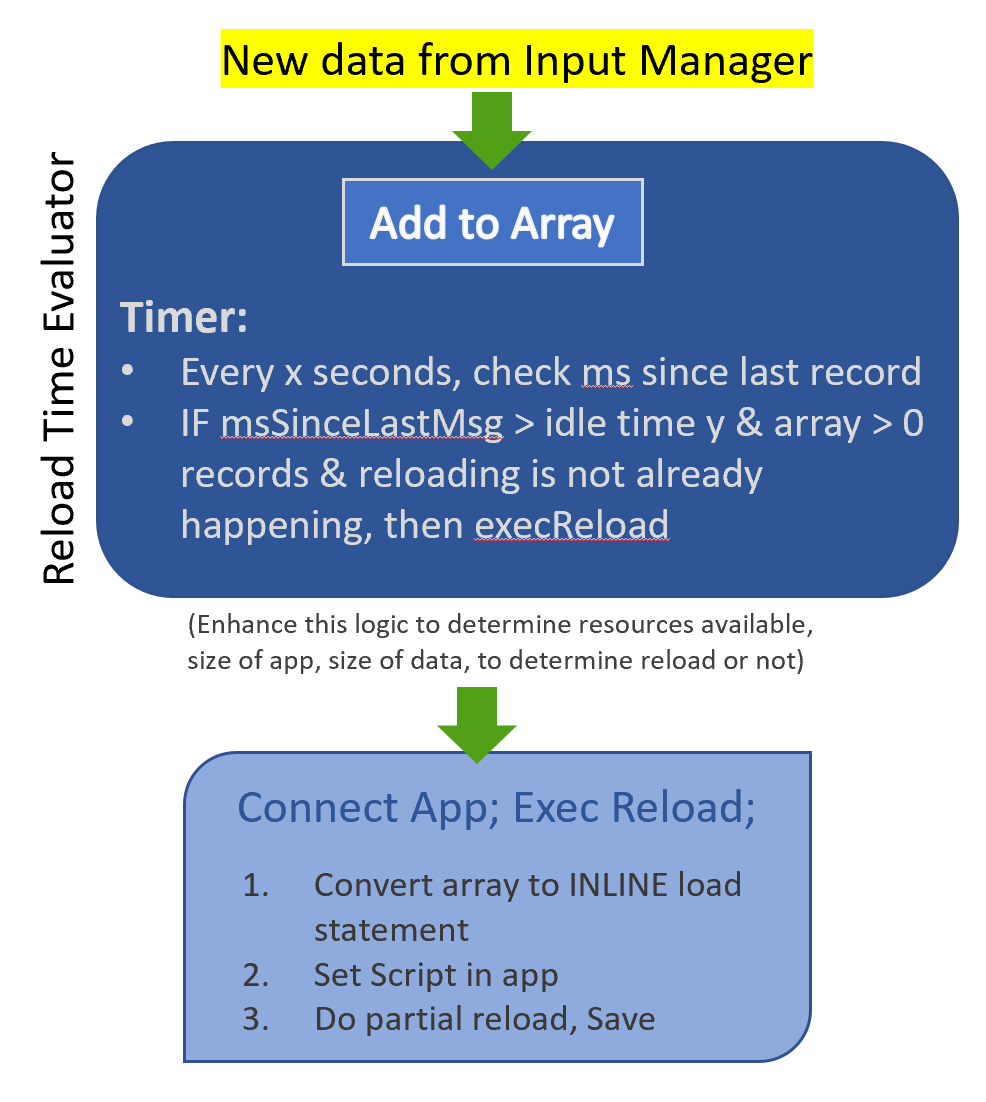 New data from Input Manager
Reload Time Evaluator
Add to Array
Timer:
• Every x seconds, check ms since last record
• IF msSinceLastMsg > idle time y & array > 0
records & reloading is not already
happening, then execReload
(Enhance this logic to determine resources available,
size of app, size of data, to determine reload or not)
Connect App; Exec Reload;
1. Convert array to INLINE load
statement
2. Set Script in app
3. Do partial reload, Save